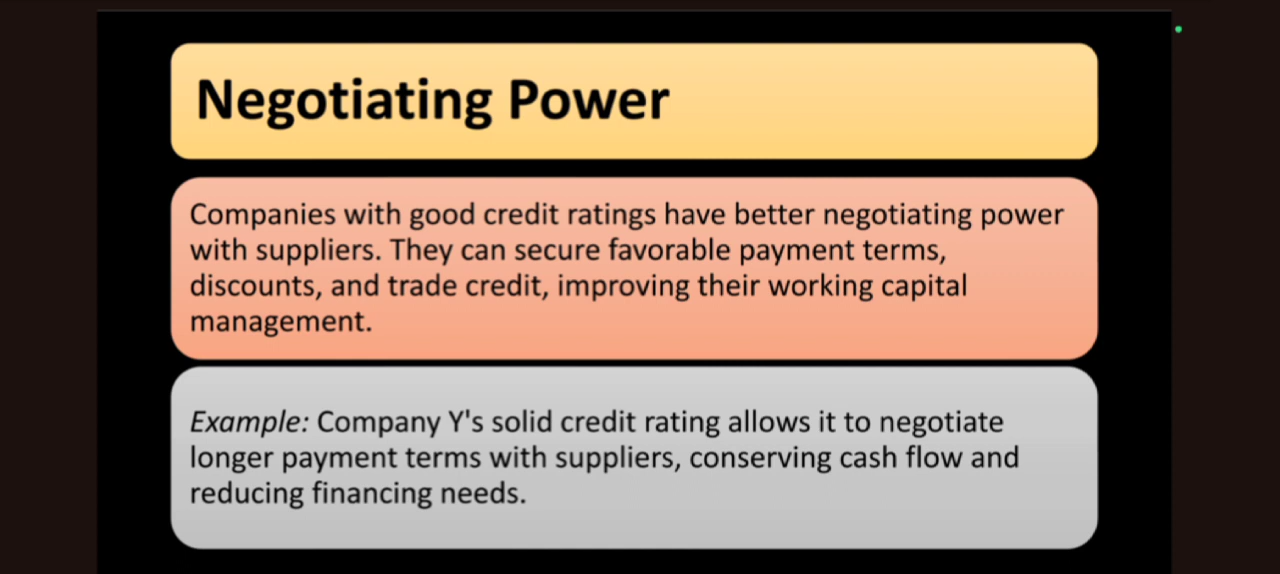 Negotiating Power
Companies with good credit ratings have better negotiating power
with suppliers. They can secure favorable payment terms,
discounts, and trade credit, improving their working capital
management.
Example: Company Y's solid credit rating allows it to negotiate
longer payment terms with suppliers, conserving cash flow and
reducing financing needs.